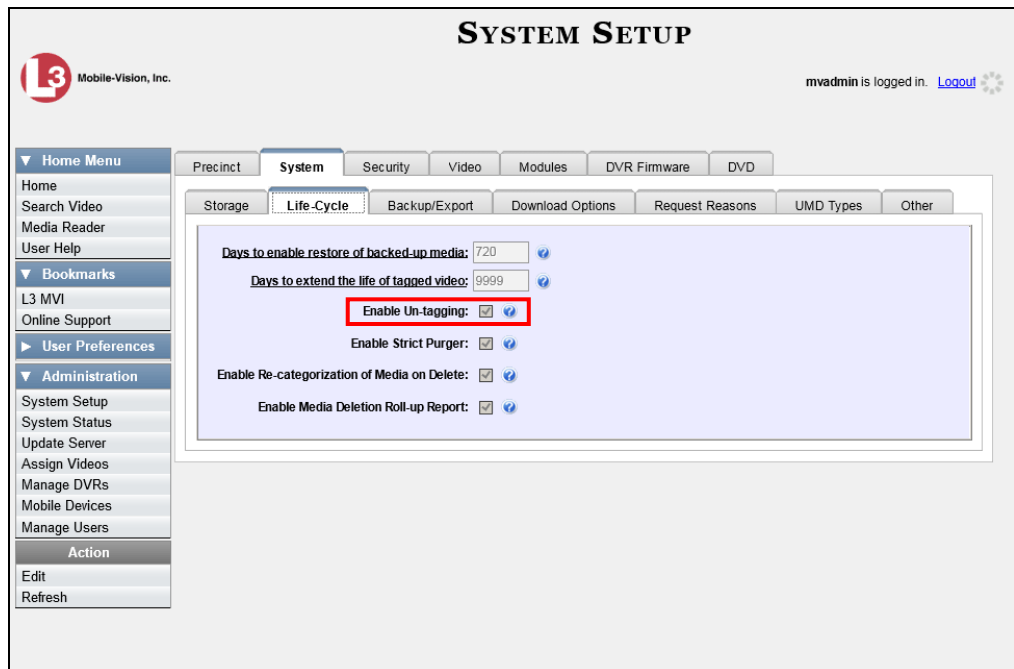 SYSTEM SETUP
L3 Mobile-Vision, Inc.
mvadmin is logged in. Logout
▼ Home Menu
Home
Search Video
Media Reader
User Help
▼ Bookmarks
L3 MVI
Online Support
► User Preferences
▼ Administration
System Setup
System Status
Update Server
Assign Videos
Manage DVRs
Mobile Devices
Manage Users
Action
Edit
Refresh
Precinct System Security Video Modules DVR Firmware DVD
Storage Life-Cycle Backup/Export Download Options Request Reasons UMD Types Other
Days to enable restore of backed-up media: 720 ?
Days to extend the life of tagged video: 9999 ?
Enable Un-tagging: ?
Enable Strict Purger: ?
Enable Re-categorization of Media on Delete: ?
Enable Media Deletion Roll-up Report: ?